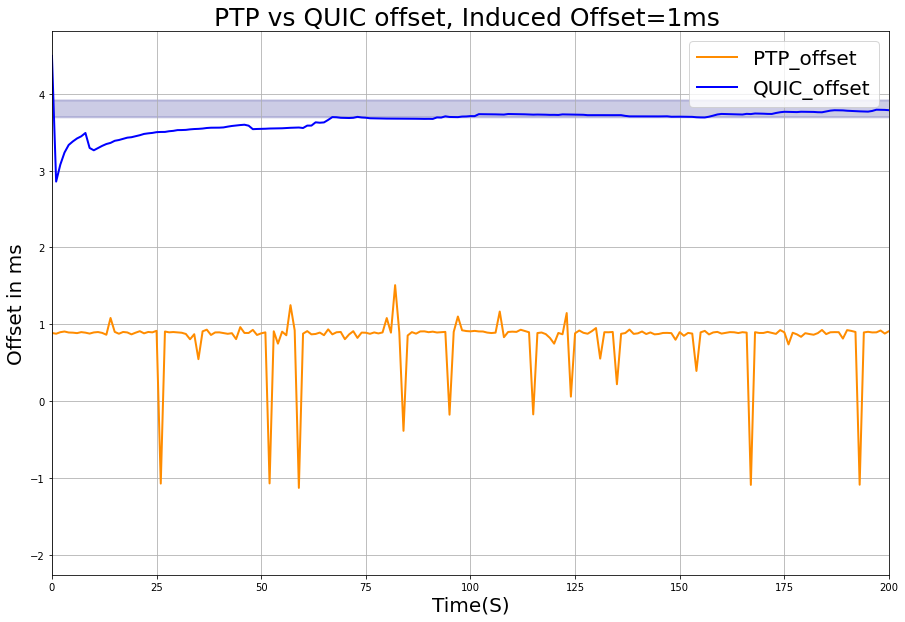 PTP vs QUIC offset, Induced Offset=1ms
PTP_offset
QUIC_offset
Offset in ms
4
3
2
1
0
−1
−2
0 25 50 75 100 125 150 175 200
Time(S)